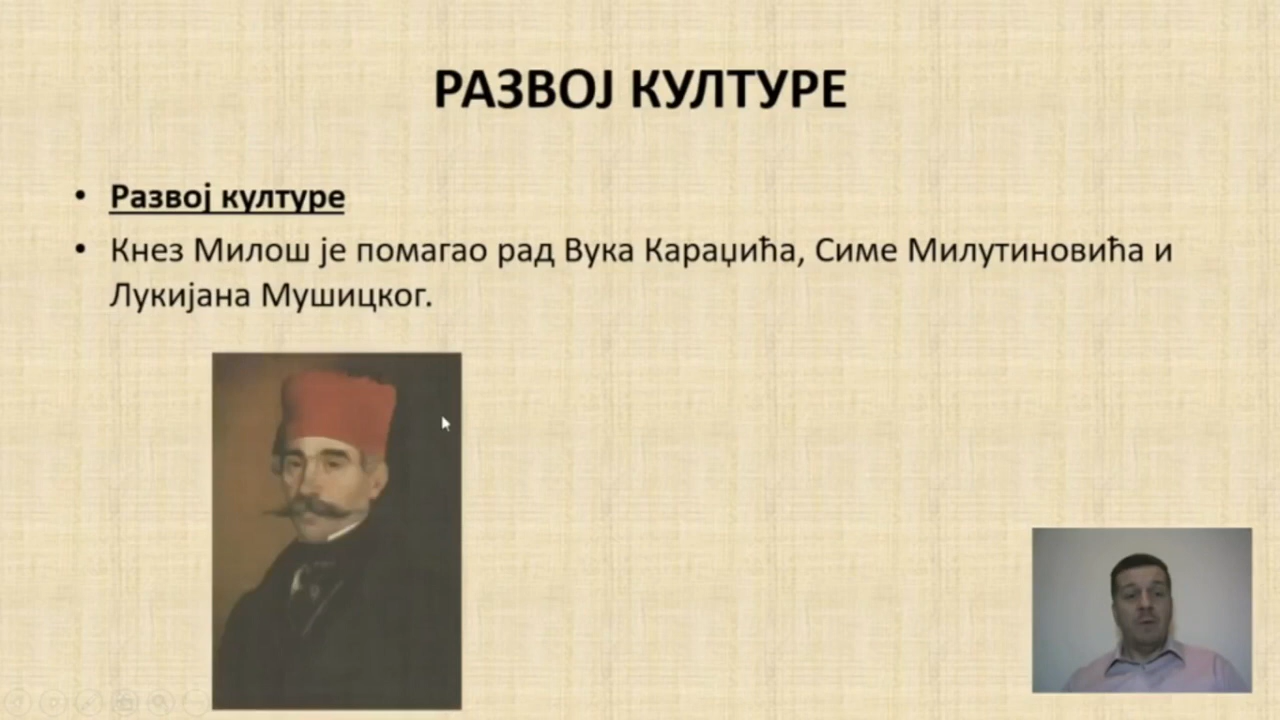 РАЗВОЈ КУЛТУРЕ
• Развој културе
• Кнез Милош је помагао рад Вука Караџића, Симе Милутиновића и
Лукијана Мушицког.